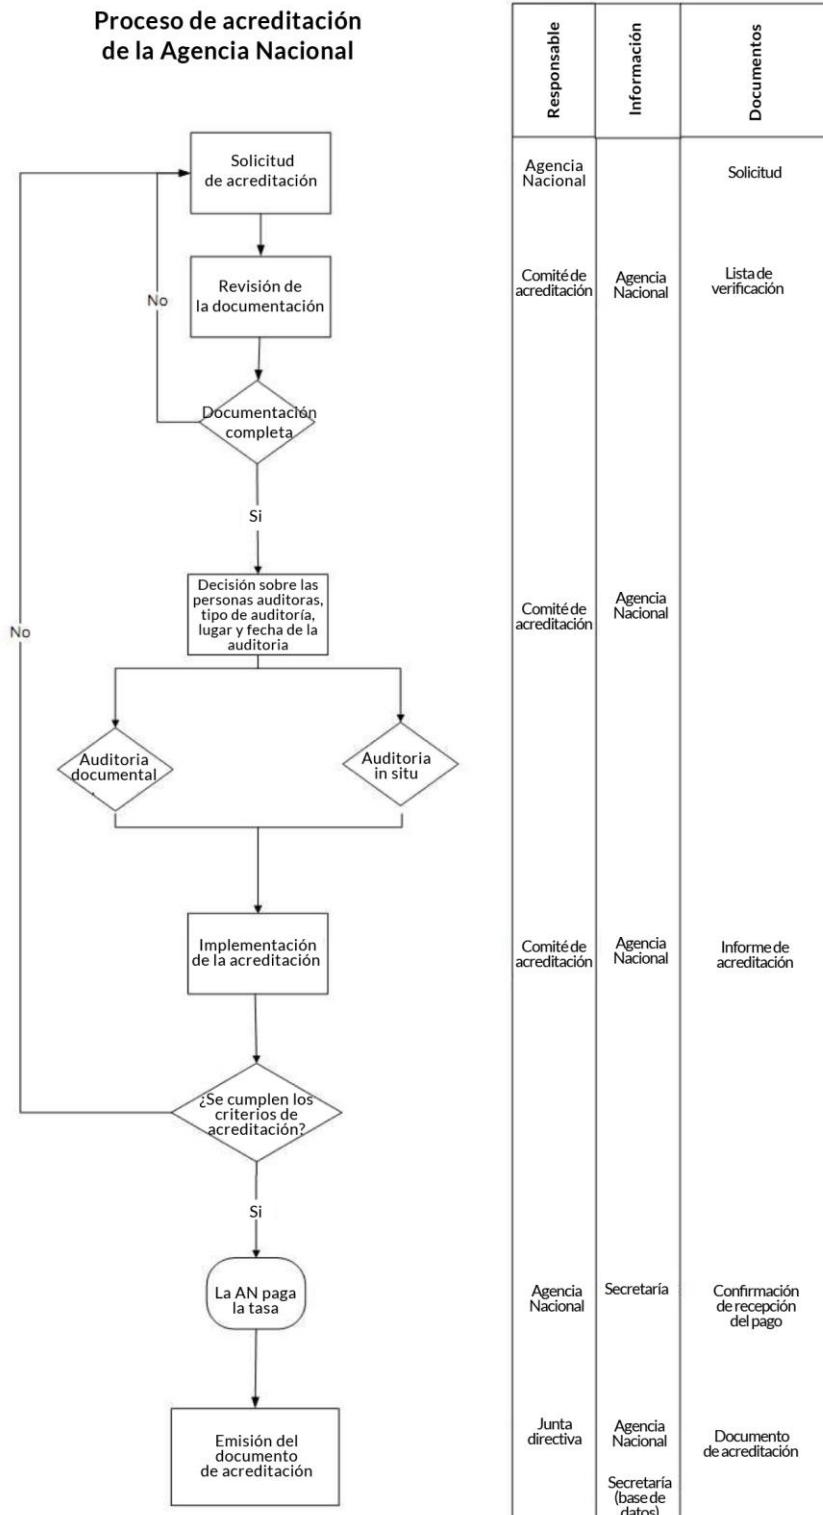 Proceso de acreditación
de la Agencia Nacional
Responsable
Información
Documentos
Solicitud
de acreditación
Agencia
Nacional
Solicitud
Revisión de
la documentación
Comité de
acreditación
Agencia
Nacional
Lista de
verificación
No
Documentación
completa
Si
Decisión sobre las
personas auditoras,
tipo de auditoría,
lugar y fecha de la
auditoria
Comité de
acreditación
Agencia
Nacional
No
Auditoria
documental
.
Auditoria
in situ
Implementación
de la acreditación
Comité de
acreditación
Agencia
Nacional
Informe de
acreditación
¿Se cumplen los
criterios de
acreditación?
Si
La AN paga
la tasa
Agencia
Nacional
Secretaría
Confirmación
de recepción
del pago
Emisión del
documento
de acreditación
Junta
directiva
Agencia
Nacional
Secretaría
(base de
datos)
Documento
de acreditación